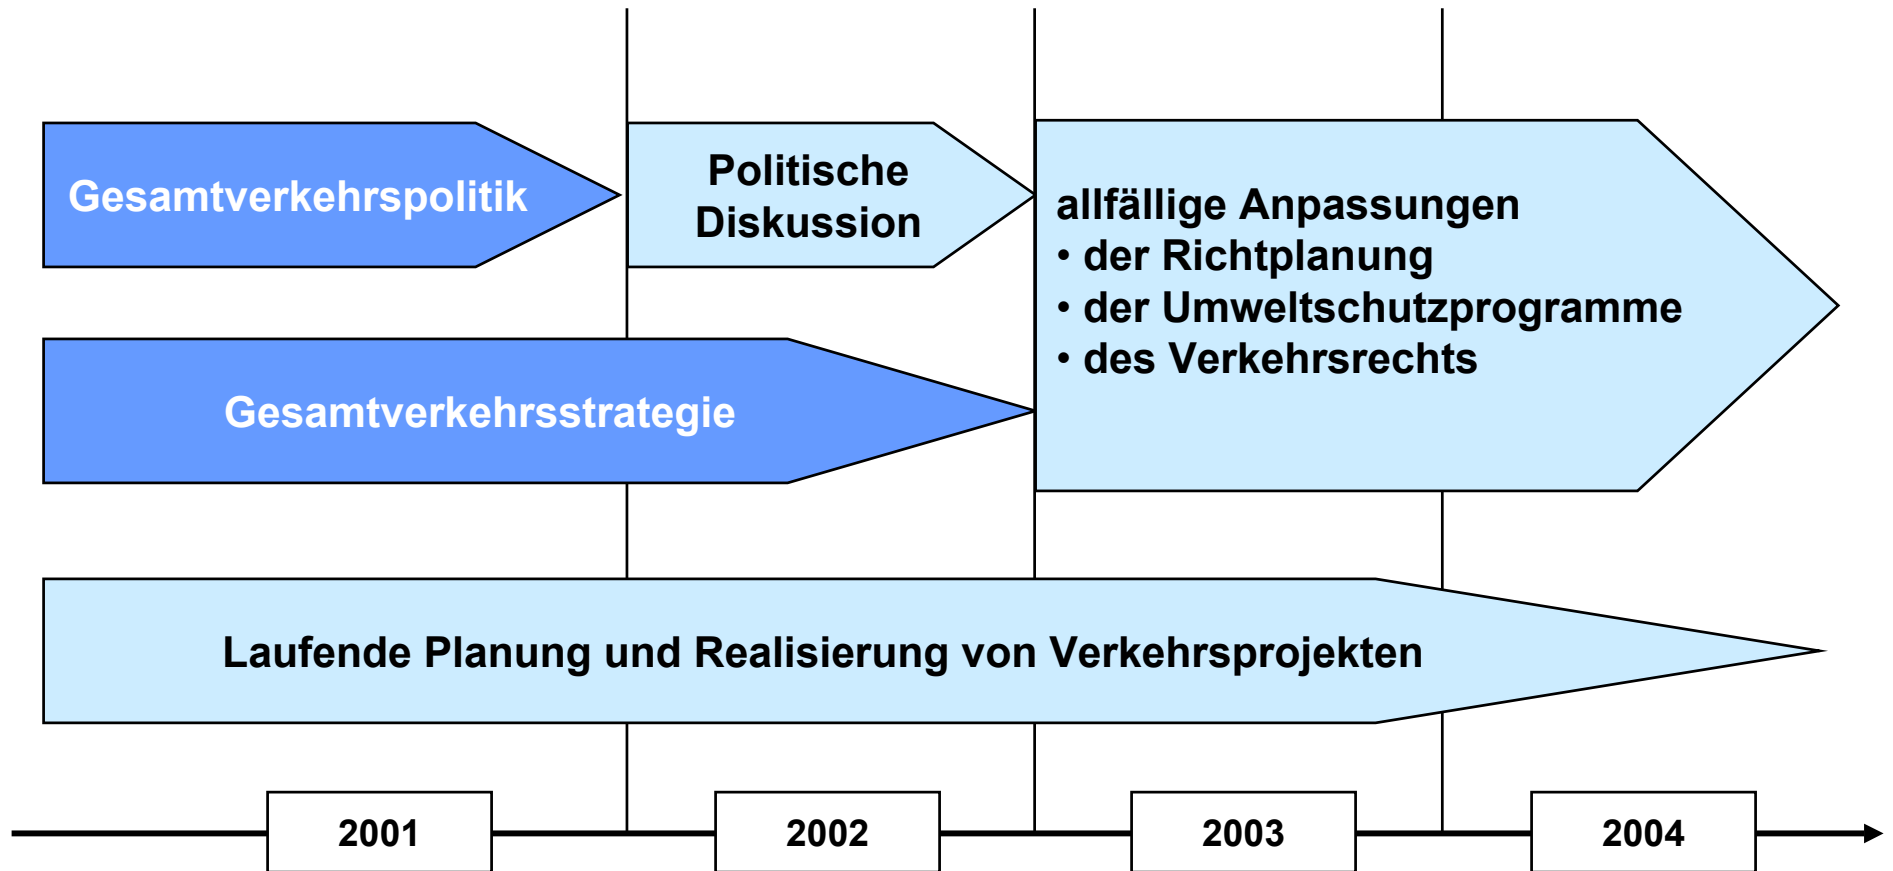 Gesamtverkehrspolitik
Politische
Diskussion
allfällige Anpassungen
• der Richtplanung
• der Umweltschutzprogramme
• des Verkehrsrechts
Gesamtverkehrsstrategie
Laufende Planung und Realisierung von Verkehrsprojekten
2001
2002
2003
2004